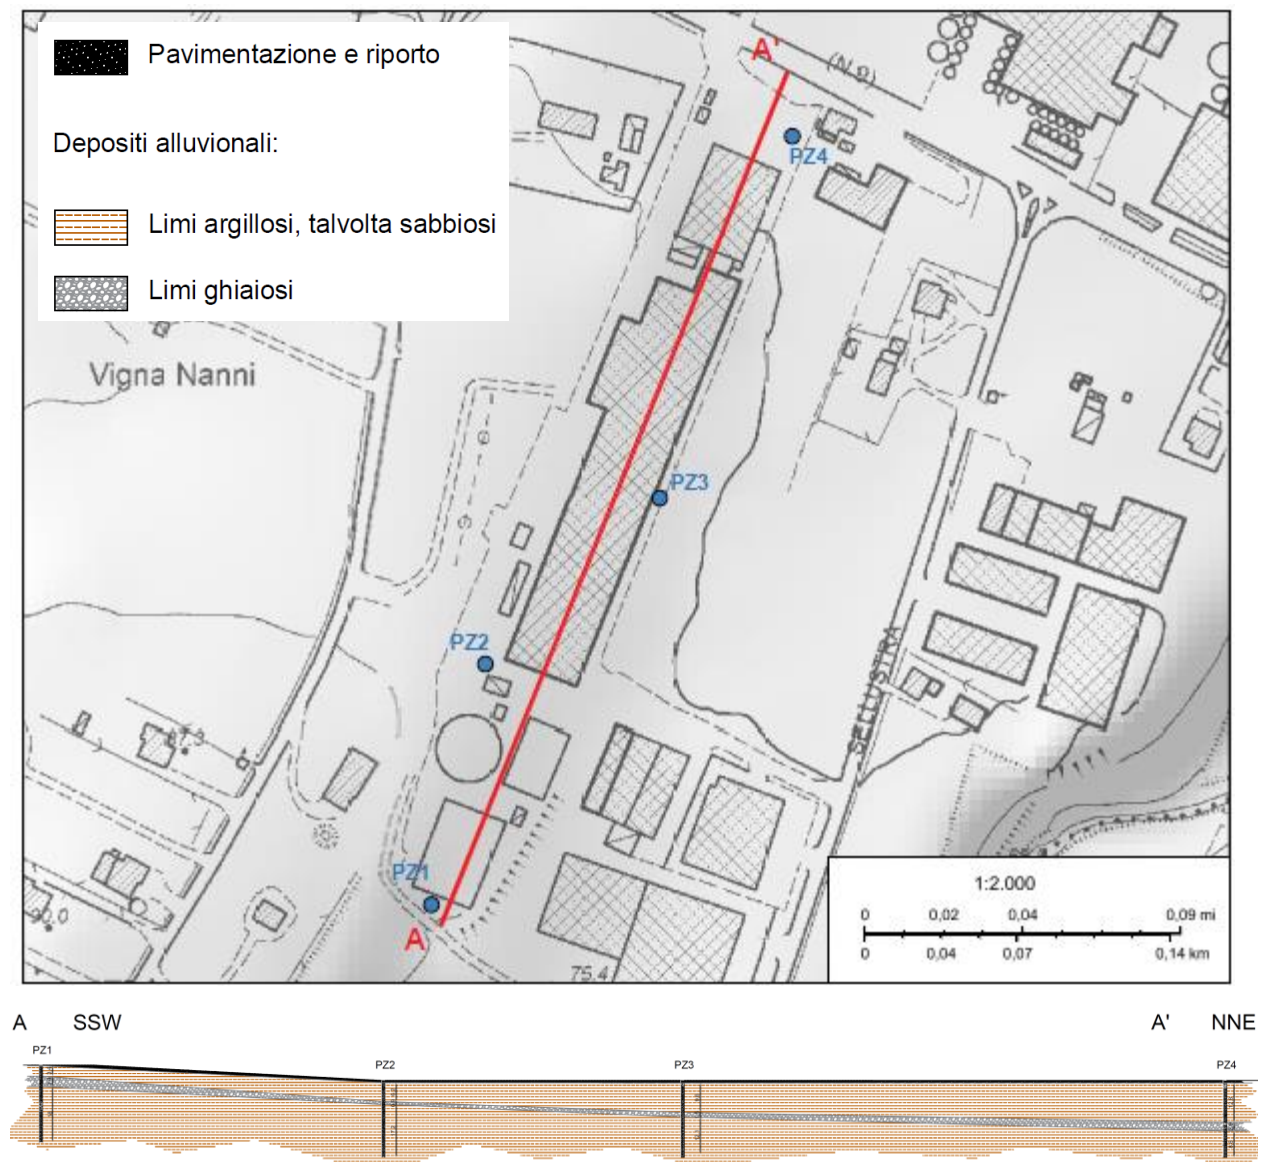 Pavimentazione e riporto
Depositi alluvionali:
Limi argillosi, talvolta sabbiosi
Limi ghiaiosi
A'
(N.9)
PZ4
Vigna Nanni
PZ3
PZ2
SELLUSTRA
PZ1
A
75.4
1:2.000
0 0,02 0,04 0,09 mi
0 0,04 0,07 0,14 km
A SSW A' NNE
PZ1
PZ2 PZ3 PZ4